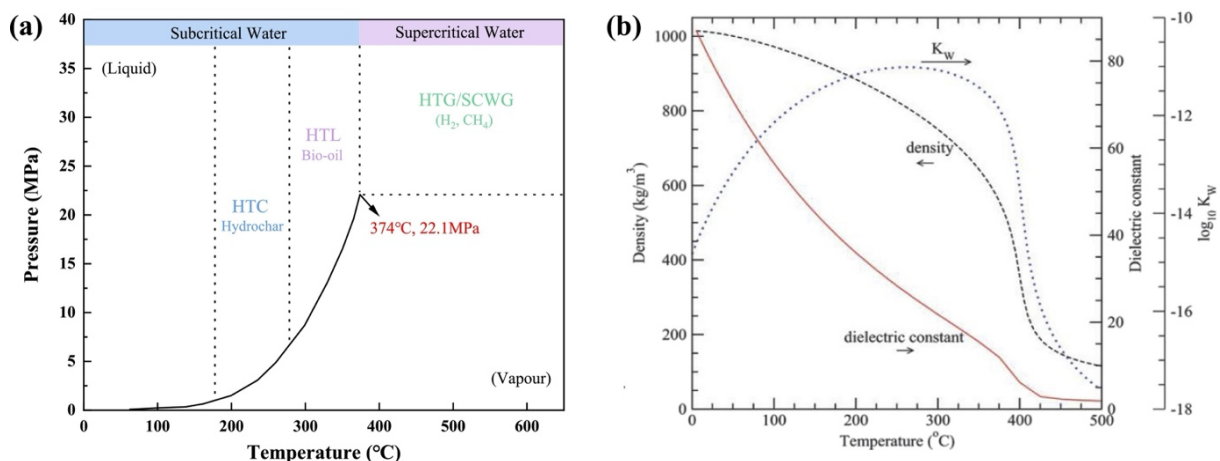 (a)
Subcritical Water
Supercritical Water
(Liquid)
HTC
Hydrochar
HTL
Bio-oil
HTG/SCWG
(H₂, CH₄)
374℃, 22.1MPa
(Vapour)
Pressure (MPa)
40
35
30
25
20
15
10
5
0
0 100 200 300 400 500 600
Temperature (℃)
(b)
Density (kg/m³)
1000
800
600
400
200
0
0 100 200 300 400 500
Temperature (°C)
K_W
density
dielectric constant
80
60
40
20
0
Dielectric constant
-10
-12
-14
-16
-18
log₁₀ K_W